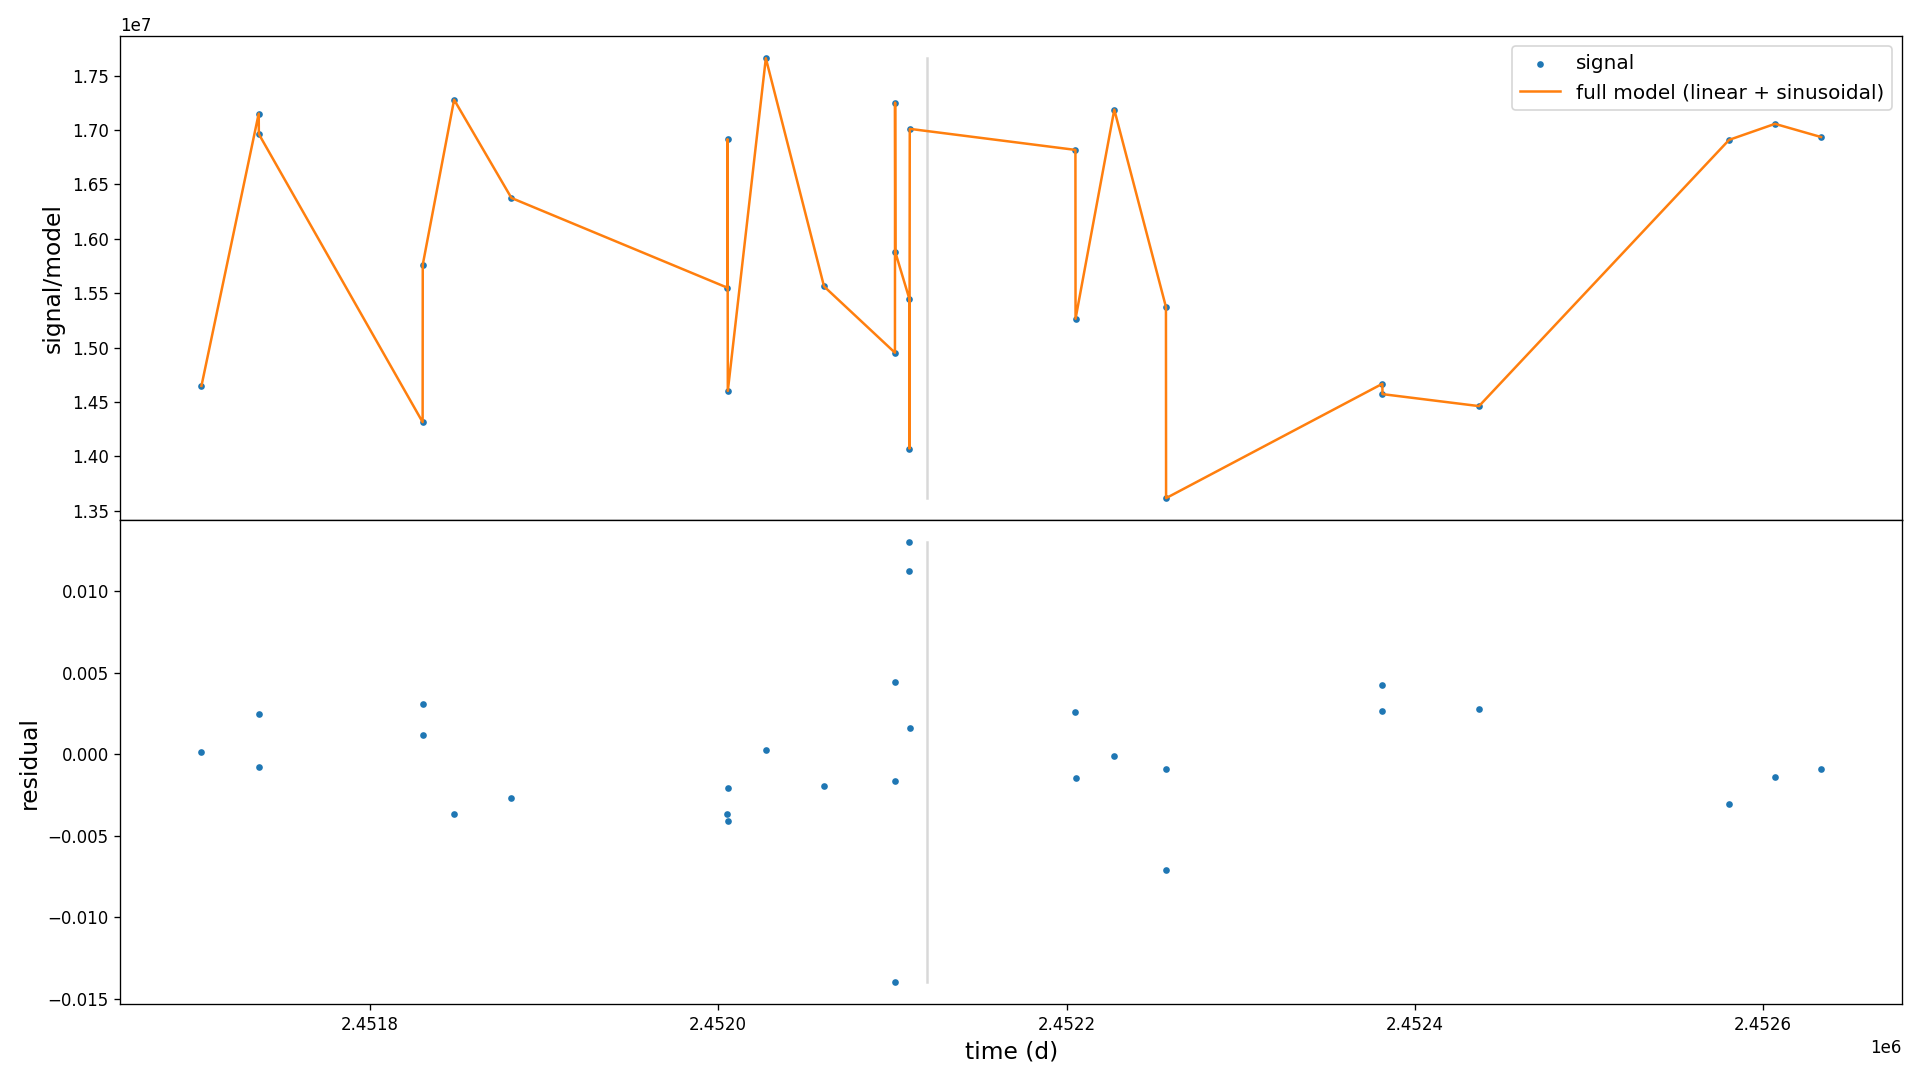 1e7
signal
full model (linear + sinusoidal)
1.75
1.70
1.65
1.60
1.55
1.50
1.45
1.40
1.35
signal/model
0.010
0.005
0.000
−0.005
−0.010
−0.015
residual
2.4518
2.4520
2.4522
2.4524
2.4526
1e6
time (d)